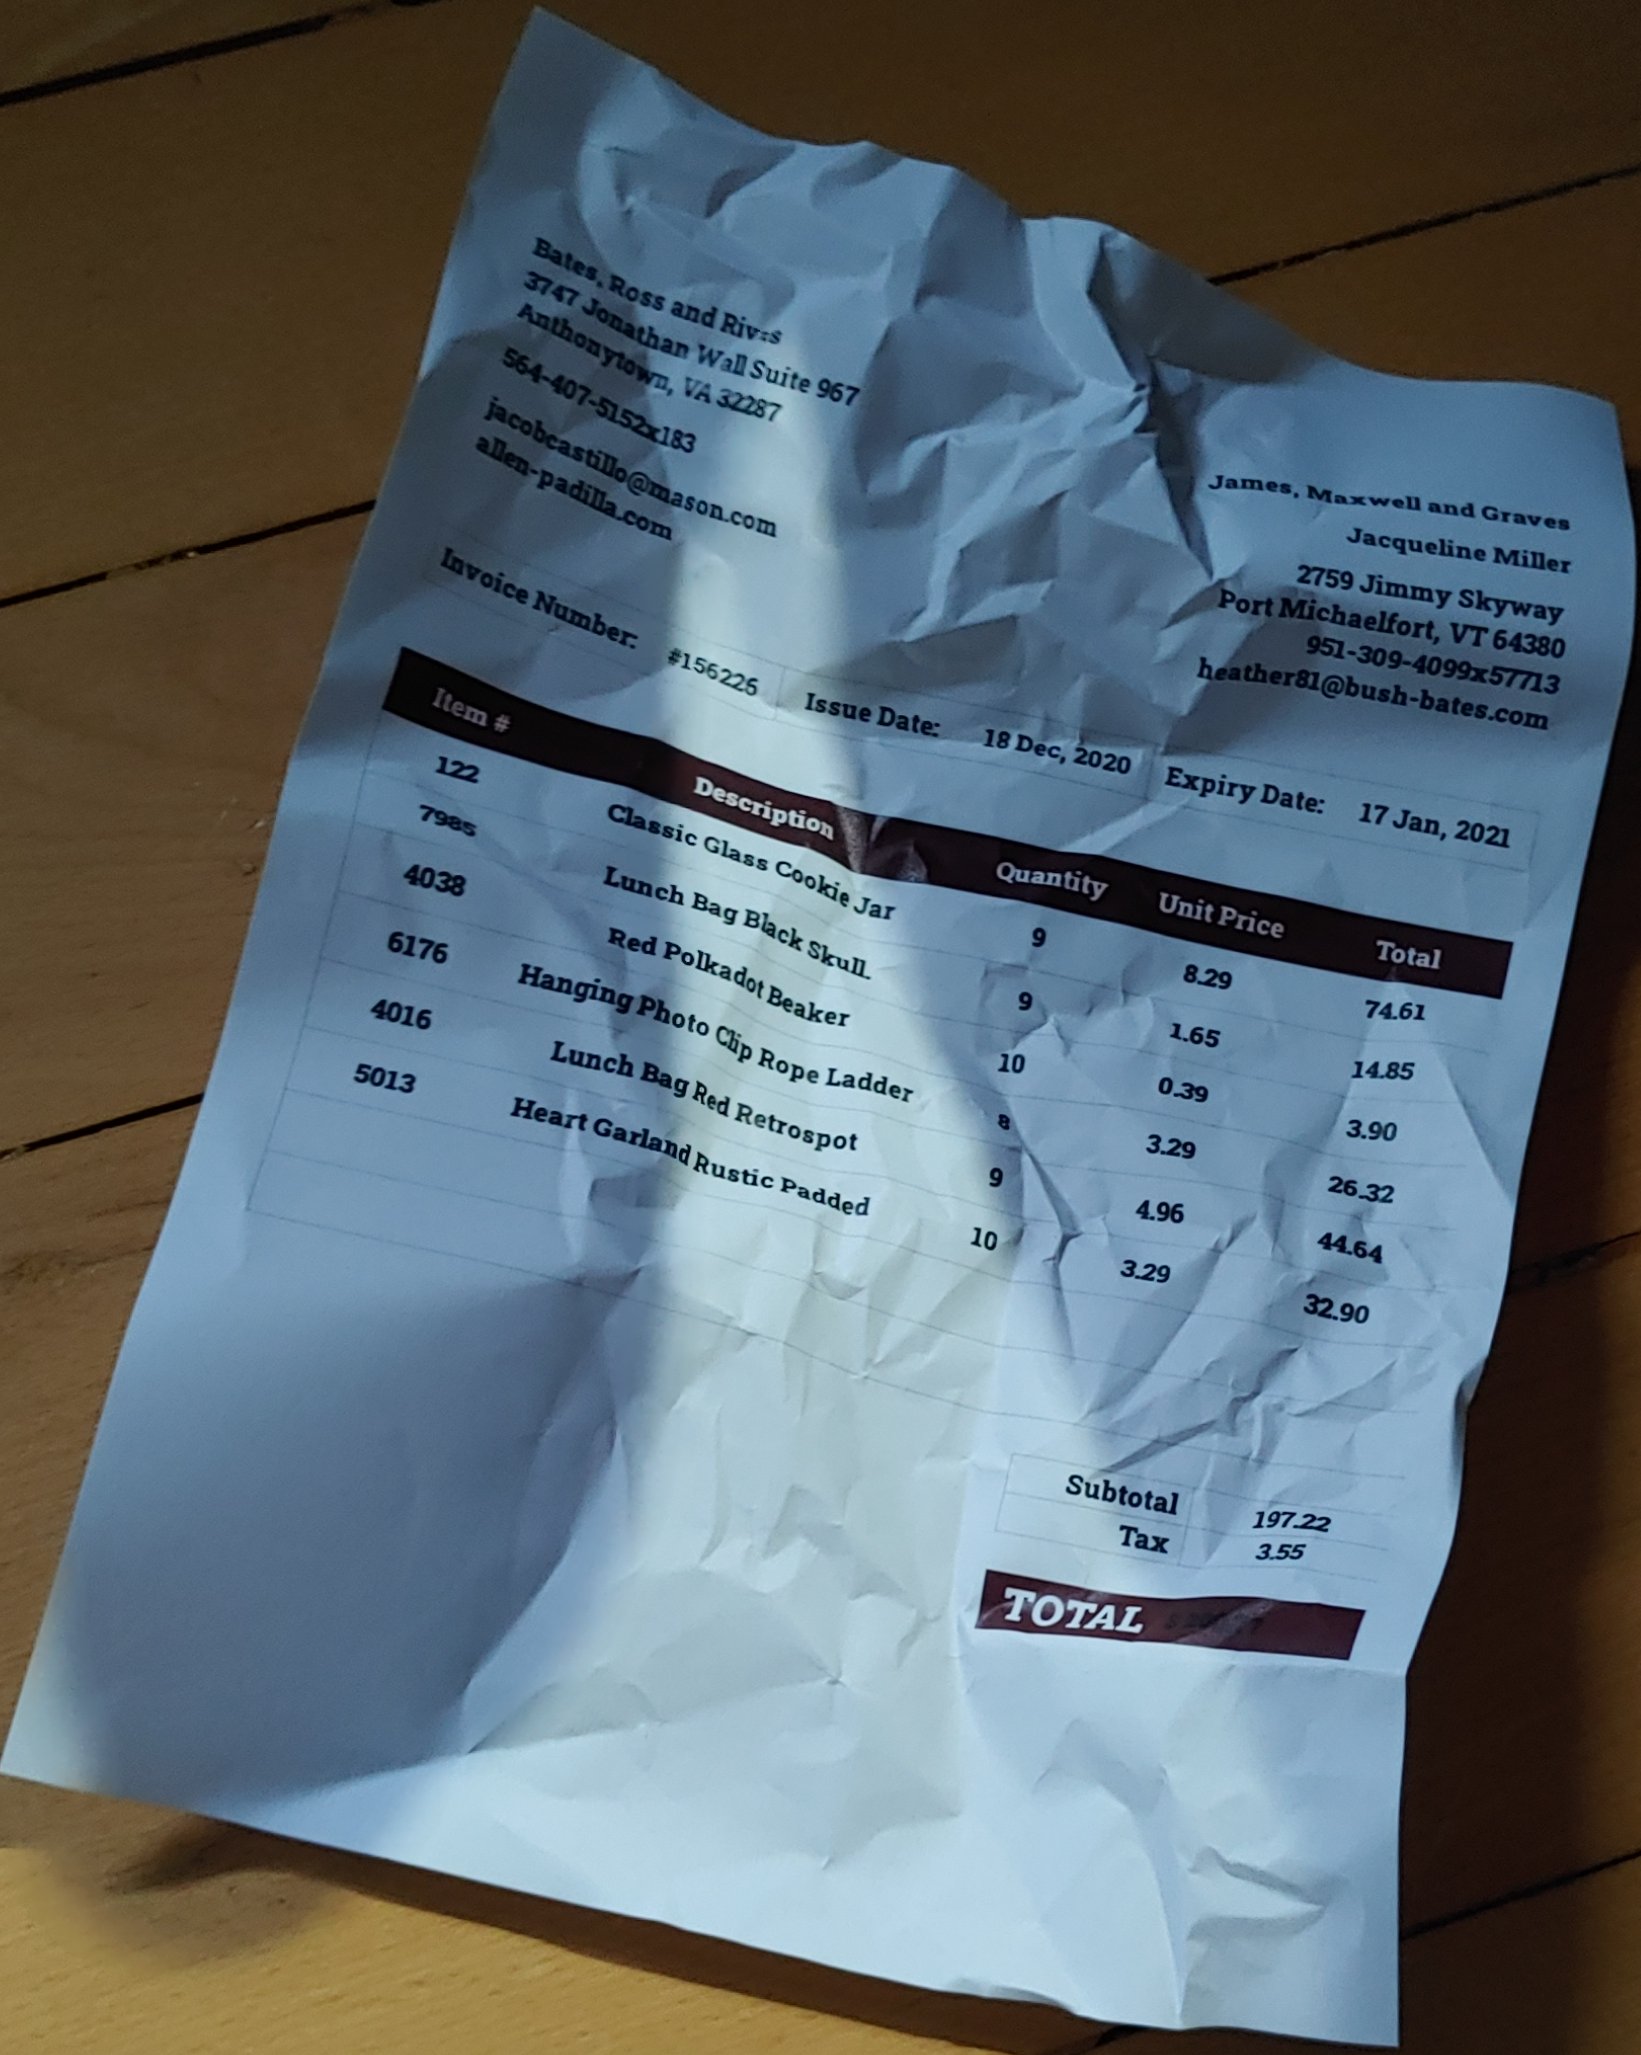 Bates, Ross and Rivas
3747 Jonathan Wall Suite 967
Anthonytown, VA 32287
564-407-5152x183
jacobcastillo@mason.com
allen-padilla.com
James, Maxwell and Graves
Jacqueline Miller
2759 Jimmy Skyway
Port Michaelfort, VT 64380
951-309-4099x57713
heather81@bush-bates.com
Invoice Number: #156226 Issue Date: 18 Dec, 2020 Expiry Date: 17 Jan, 2021
Item # Description Quantity Unit Price Total
122 Classic Glass Cookie Jar 9 8.29 74.61
7985 Lunch Bag Black Skull. 9 1.65 14.85
4038 Red Polkadot Beaker 10 0.39 3.90
6176 Hanging Photo Clip Rope Ladder 8 3.29 26.32
4016 Lunch Bag Red Retrospot 9 4.96 44.64
5013 Heart Garland Rustic Padded 10 3.29 32.90
Subtotal 197.22
Tax 3.55
TOTAL